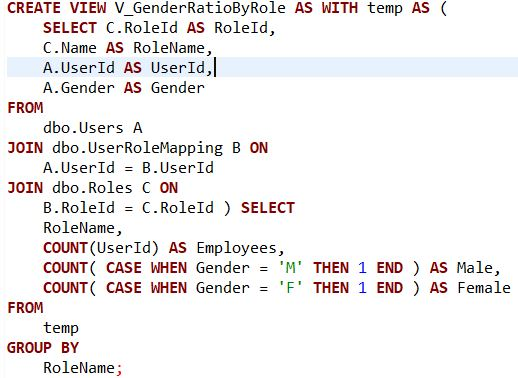 CREATE VIEW V_GenderRatioByRole AS WITH temp AS (
SELECT C.RoleId AS RoleId,
C.Name AS RoleName,
A.UserId AS UserId,
A.Gender AS Gender
FROM
dbo.Users A
JOIN dbo.UserRoleMapping B ON
A.UserId = B.UserId
JOIN dbo.Roles C ON
B.RoleId = C.RoleId ) SELECT
RoleName,
COUNT(UserId) AS Employees,
COUNT( CASE WHEN Gender = 'M' THEN 1 END ) AS Male,
COUNT( CASE WHEN Gender = 'F' THEN 1 END ) AS Female
FROM
temp
GROUP BY
RoleName;